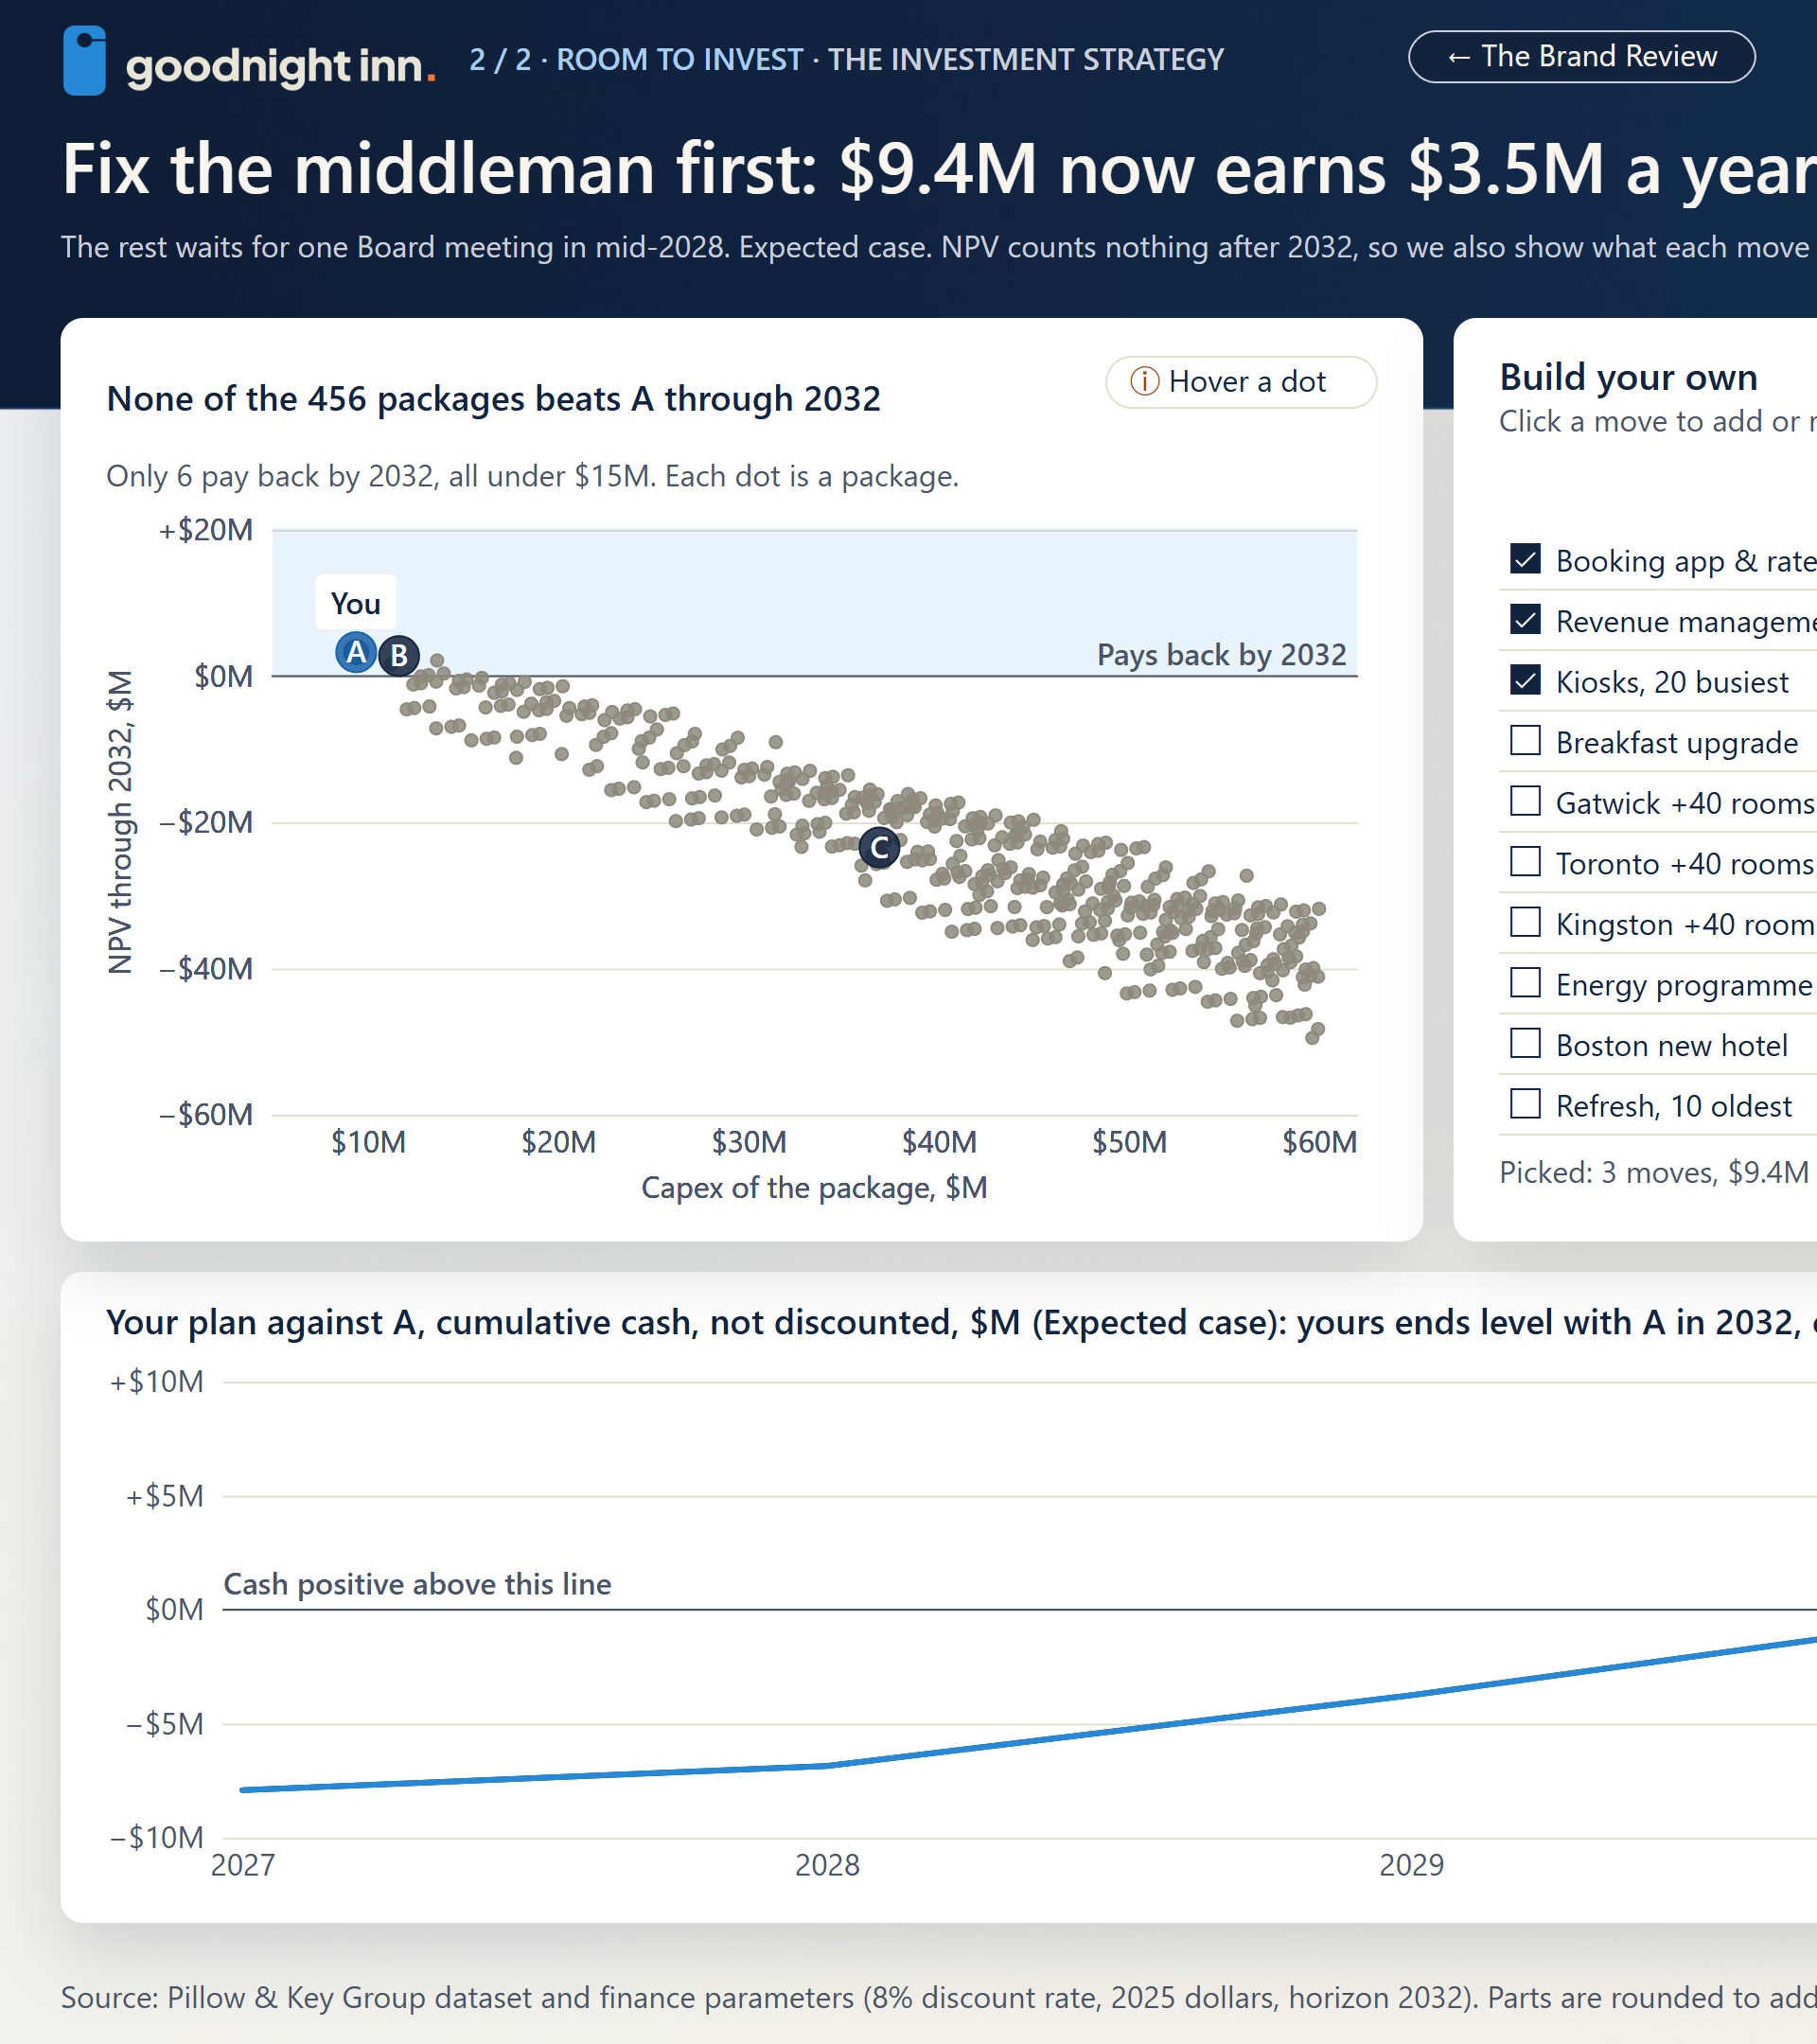 goodnight inn.
2 / 2 · ROOM TO INVEST · THE INVESTMENT STRATEGY
← The Brand Review
Fix the middleman first: $9.4M now earns $3.5M a year
The rest waits for one Board meeting in mid-2028. Expected case. NPV counts nothing after 2032, so we also show what each move
None of the 456 packages beats A through 2032
ⓘ Hover a dot
Only 6 pay back by 2032, all under $15M. Each dot is a package.
+$20M
You
A
B
Pays back by 2032
$0M
−$20M
C
−$40M
−$60M
NPV through 2032, $M
$10M
$20M
$30M
$40M
$50M
$60M
Capex of the package, $M
Build your own
Click a move to add or
Booking app & rate
Revenue manageme
Kiosks, 20 busiest
Breakfast upgrade
Gatwick +40 rooms
Toronto +40 rooms
Kingston +40 room
Energy programme
Boston new hotel
Refresh, 10 oldest
Picked: 3 moves, $9.4M
Your plan against A, cumulative cash, not discounted, $M (Expected case): yours ends level with A in 2032,
+$10M
+$5M
Cash positive above this line
$0M
−$5M
−$10M
2027
2028
2029
Source: Pillow & Key Group dataset and finance parameters (8% discount rate, 2025 dollars, horizon 2032). Parts are rounded to add